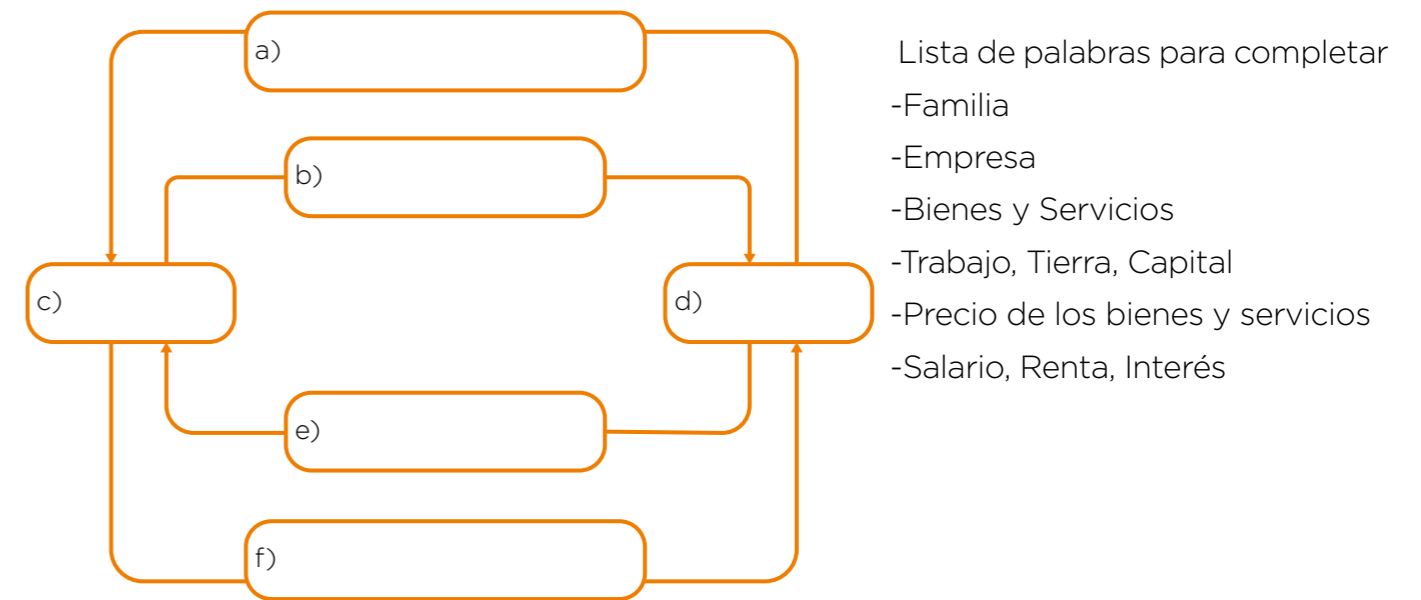 a)
b)
c)
d)
e)
f)
Lista de palabras para completar
-Familia
-Empresa
-Bienes y Servicios
-Trabajo, Tierra, Capital
-Precio de los bienes y servicios
-Salario, Renta, Interés